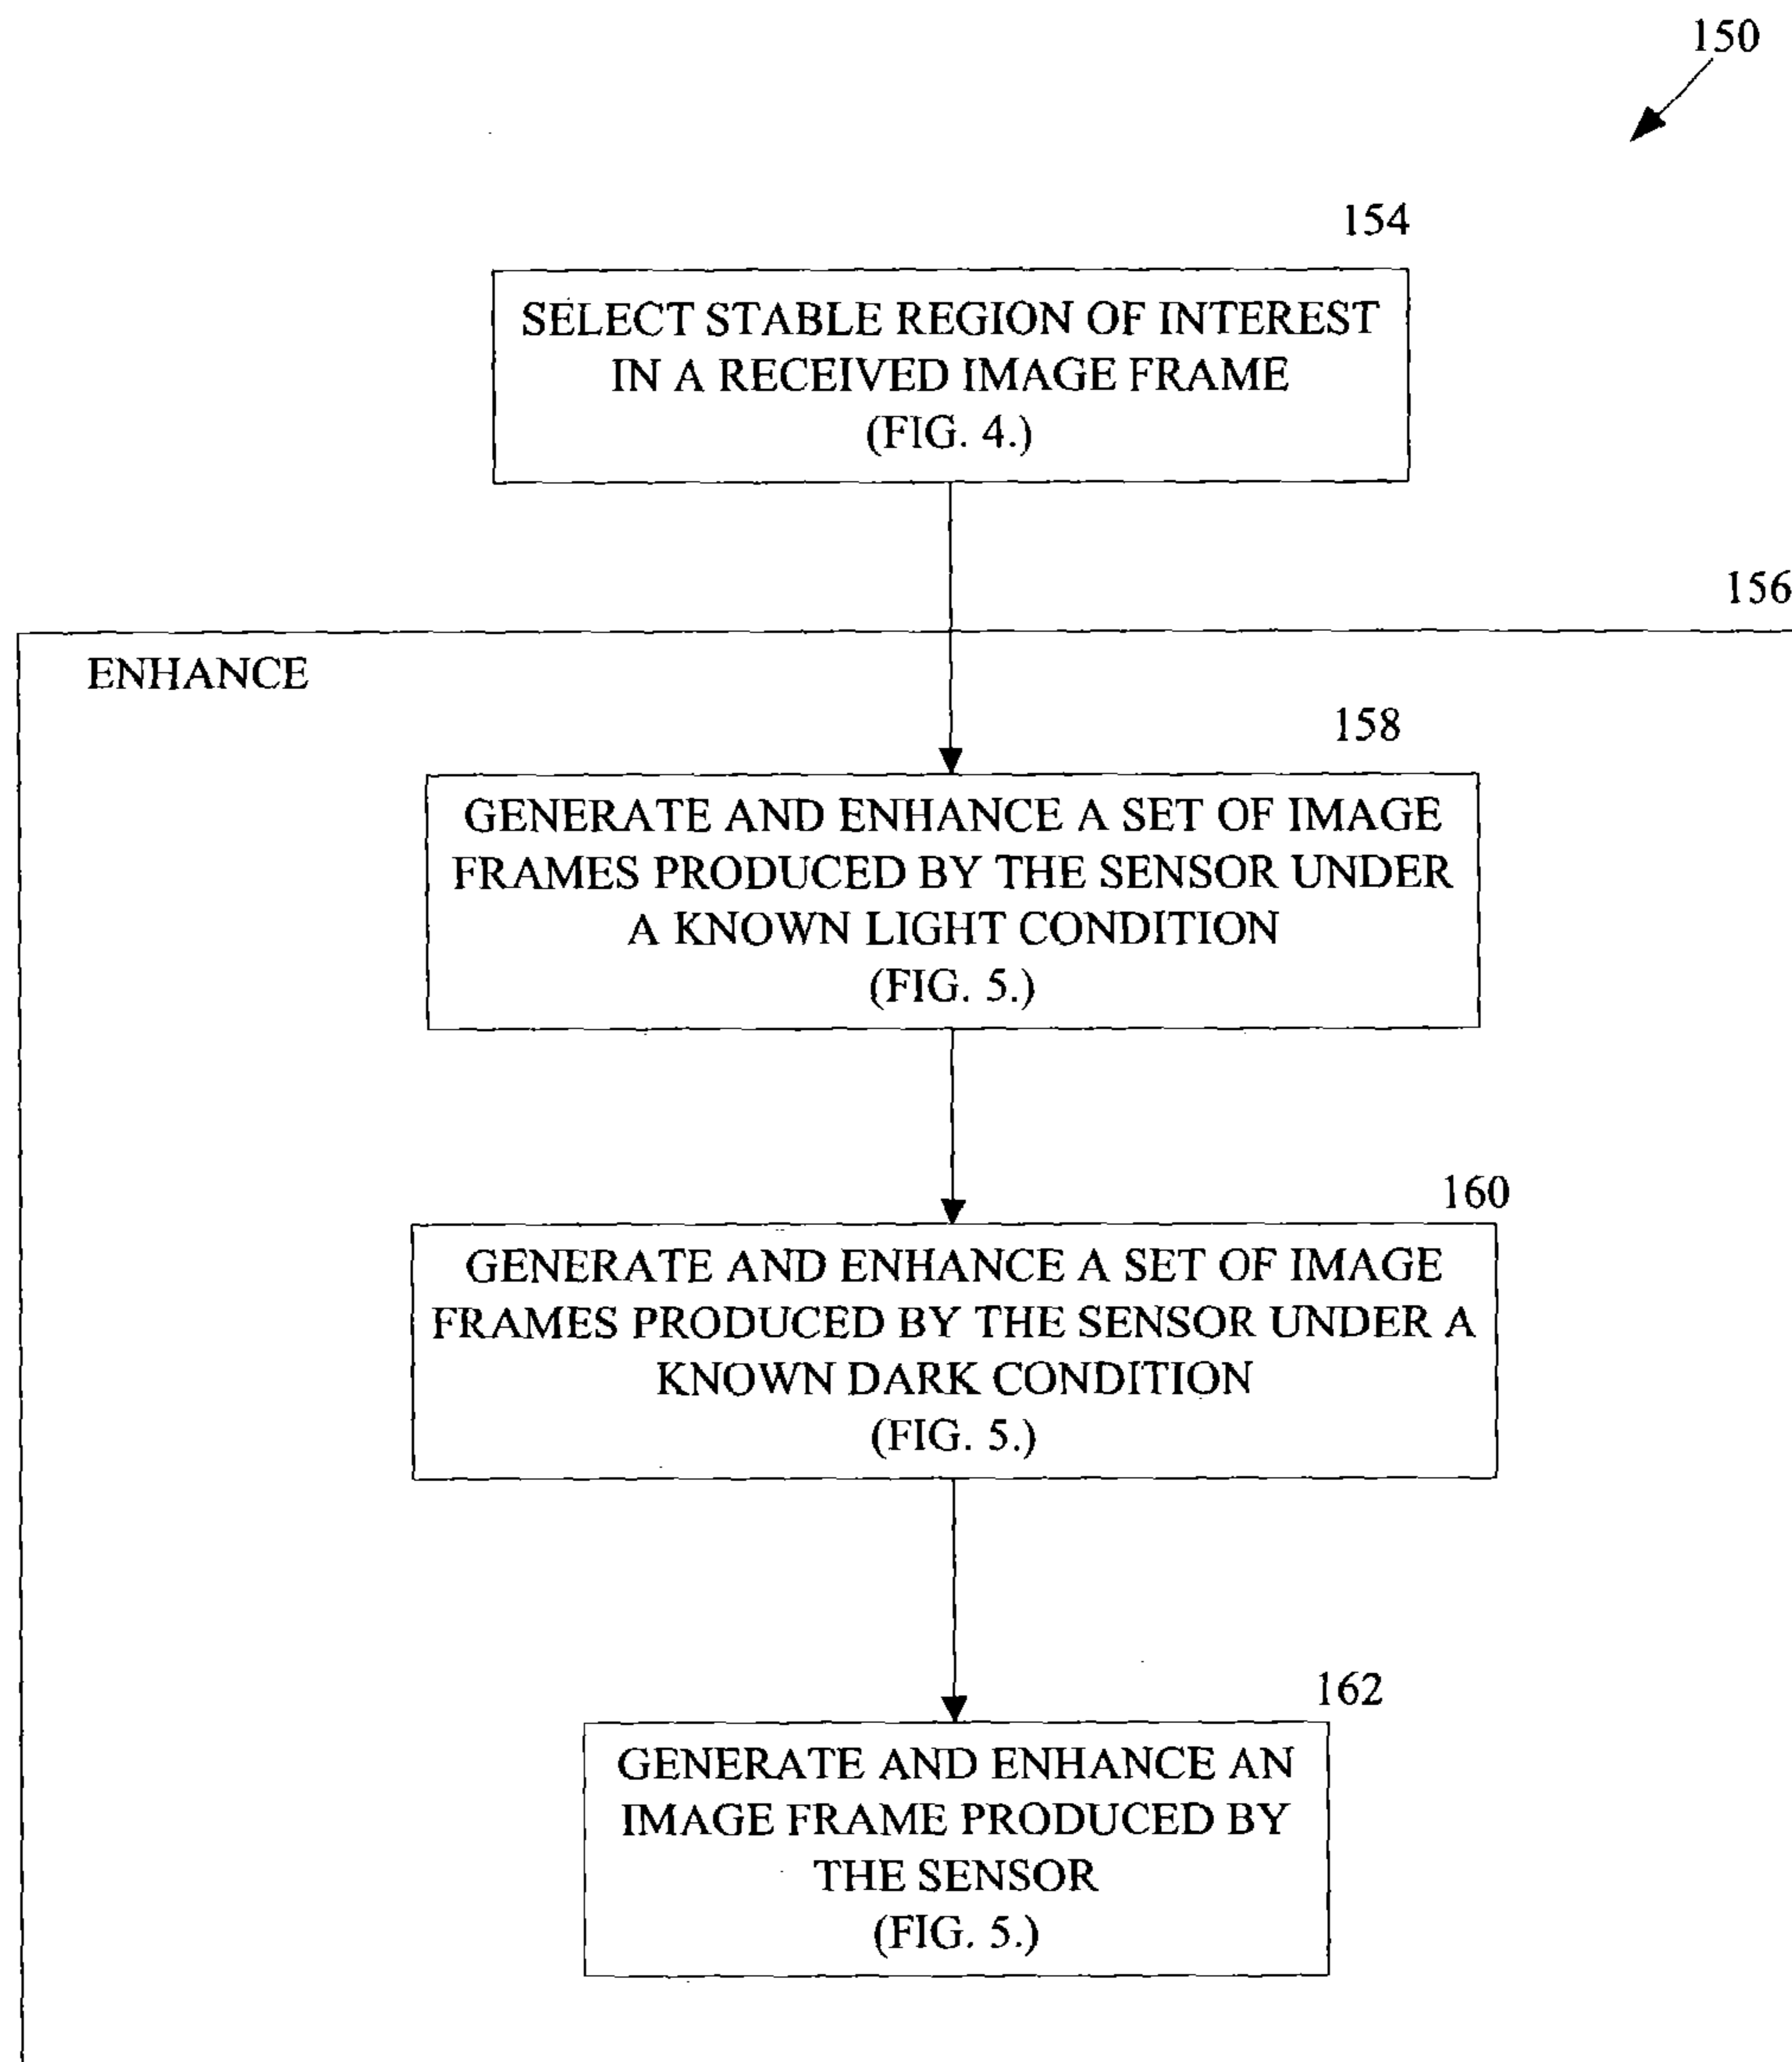 150
154
SELECT STABLE REGION OF INTEREST
IN A RECEIVED IMAGE FRAME
(FIG. 4.)
156
ENHANCE
158
GENERATE AND ENHANCE A SET OF IMAGE
FRAMES PRODUCED BY THE SENSOR UNDER
A KNOWN LIGHT CONDITION
(FIG. 5.)
160
GENERATE AND ENHANCE A SET OF IMAGE
FRAMES PRODUCED BY THE SENSOR UNDER A
KNOWN DARK CONDITION
(FIG. 5.)
162
GENERATE AND ENHANCE AN
IMAGE FRAME PRODUCED BY
THE SENSOR
(FIG. 5.)